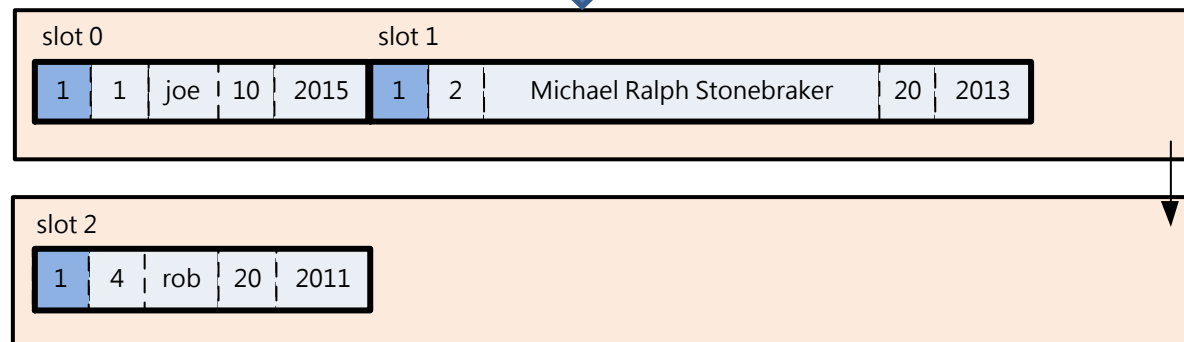 slot 0 slot 1
1 1 joe 10 2015 1 2 Michael Ralph Stonebraker 20 2013
slot 2
1 4 rob 20 2011